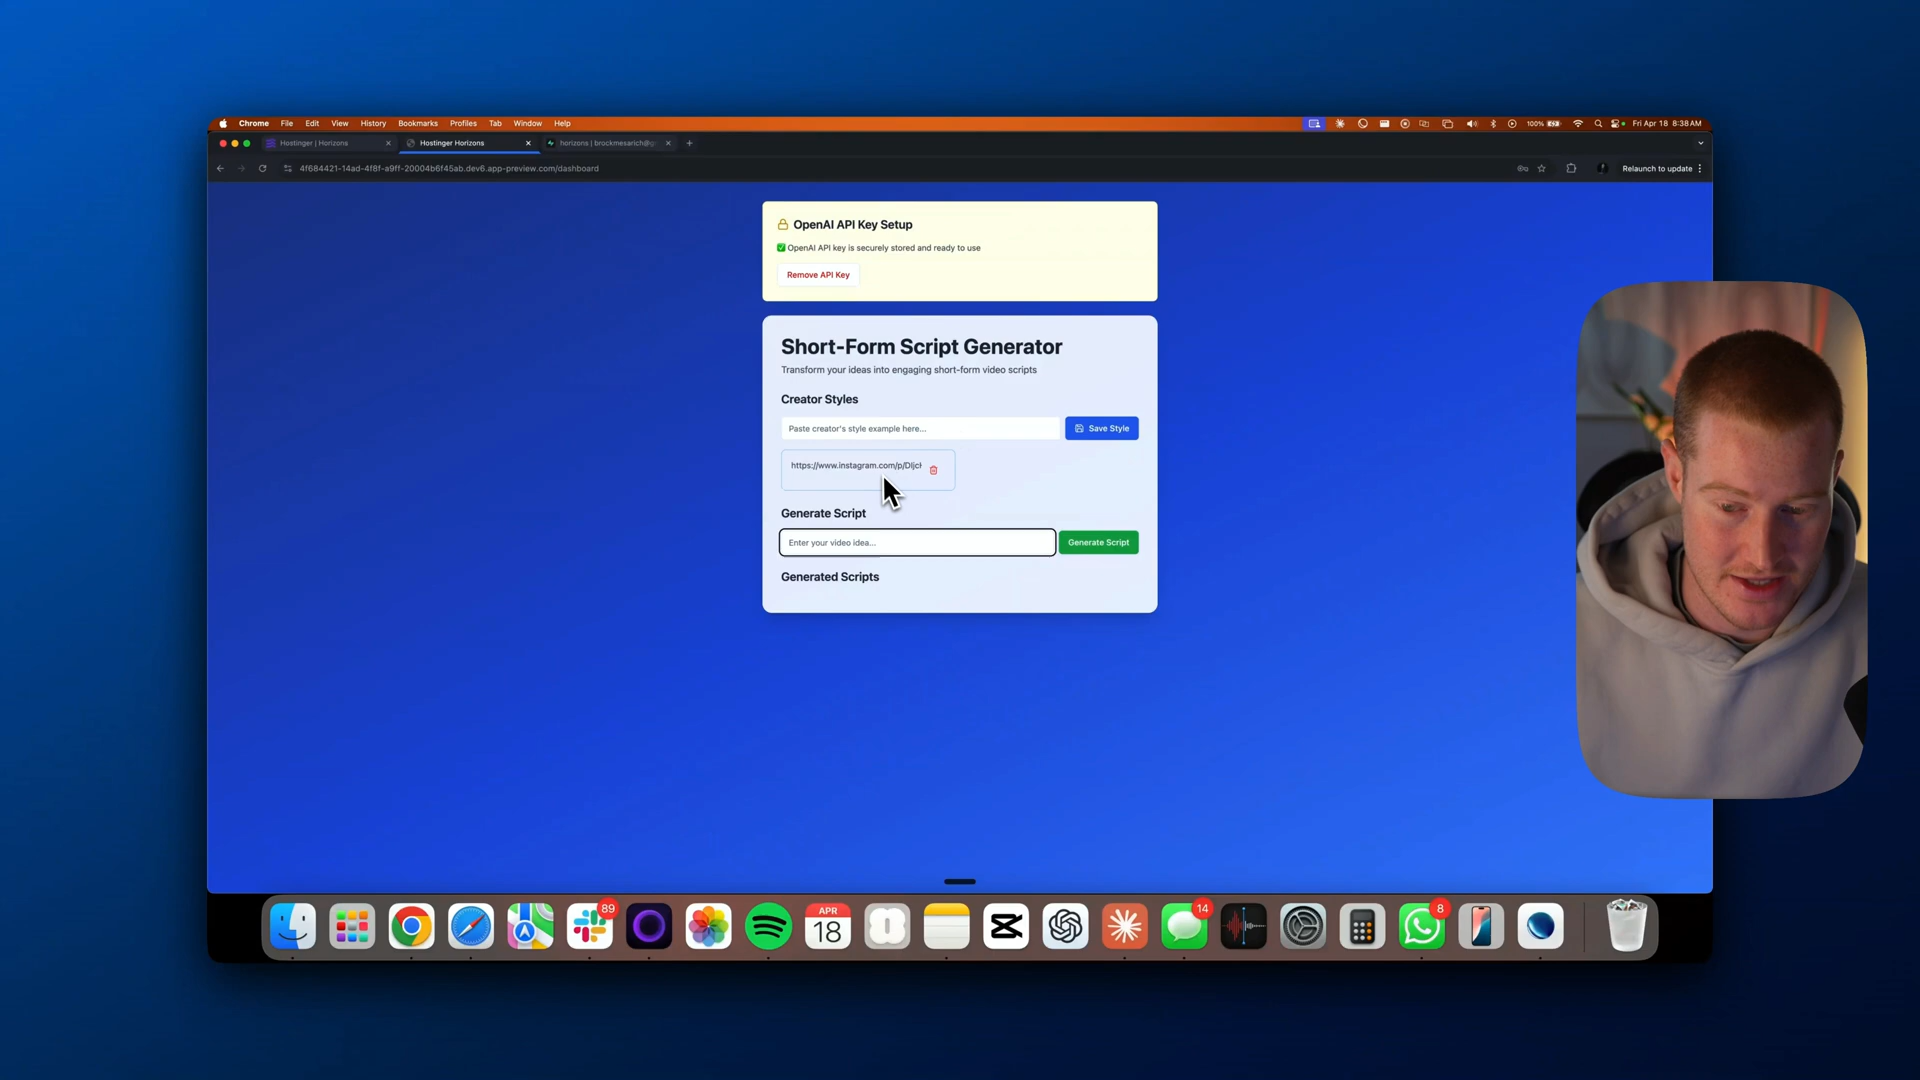 Chrome File Edit View History Bookmarks Profiles Tab Window Help
100% Fri Apr 18 8:38 AM
Hostinger | Horizons
Hostinger Horizons
horizons | brockmesarich@g
4f684421-14ad-4f8f-a9ff-20004b6f45ab.dev6.app-preview.com/dashboard
Relaunch to update
OpenAI API Key Setup
OpenAI API key is securely stored and ready to use
Remove API Key
Short-Form Script Generator
Transform your ideas into engaging short-form video scripts
Creator Styles
Paste creator's style example here...
Save Style
https://www.instagram.com/p/DIjcH
Generate Script
Enter your video idea...
Generate Script
Generated Scripts
89
APR
18
14
8